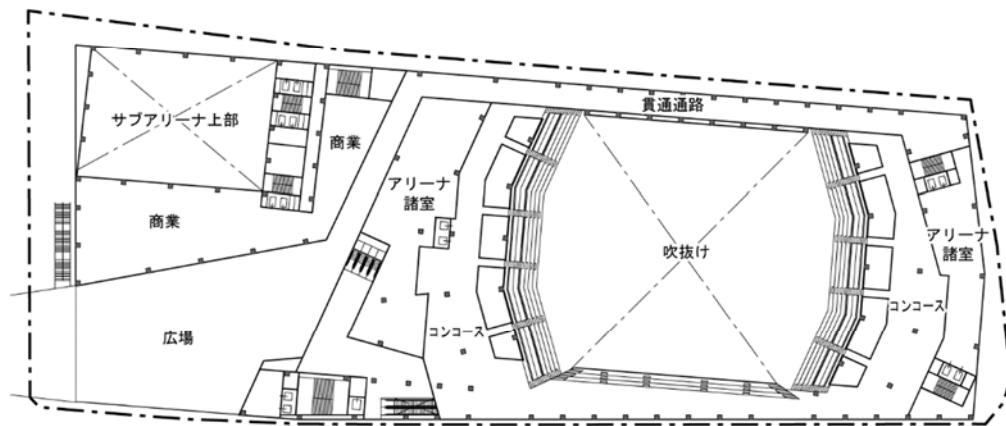 貫通通路
サブアリーナ上部
商業
アリーナ
諸室
商業
吹抜け
アリーナ
諸室
広場
コンコース
コンコース